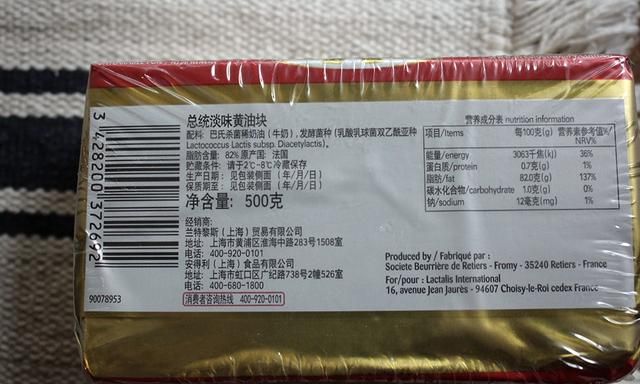 总统淡味黄油块
配料: 巴氏杀菌稀奶油(牛奶), 发酵菌种(乳酸乳球菌双乙酰亚种
Lactococcus Lactis subsp. Diacetylactis)。
脂肪含量: 82% 原产国: 法国
贮藏条件: 请于2℃-8℃冷藏保存
生产日期: 见包装侧面 (年/月/日)
保质期至: 见包装侧面 (年/月/日)
净含量: 500克
经销商:
兰特黎斯(上海)贸易有限公司
地址: 上海市黄浦区淮海中路283号1508室
电话: 400-920-0101
安得利(上海)食品有限公司
地址: 上海市虹口区广纪路738号2幢526室
电话: 400-680-1800
消费者咨询热线 400-920-0101
3 428200 372692
90078953
营养成分表 nutrition information
项目/Items 每100克(g) 营养素参考值%/
NRV%
能量/energy 3063千焦(kj) 36%
蛋白质/protein 0.7克(g) 1%
脂肪/fat 82.0克(g) 137%
碳水化合物/carbohydrate 1.0克(g) 0%
钠/sodium 12毫克(mg) 1%
Produced by / Fabriqué par :
Societe Beurrière de Retiers - Fromy - 35240 Retiers - France
For/pour : Lactalis International
16, avenue Jean Jaurès - 94607 Choisy-le-Roi cedex France